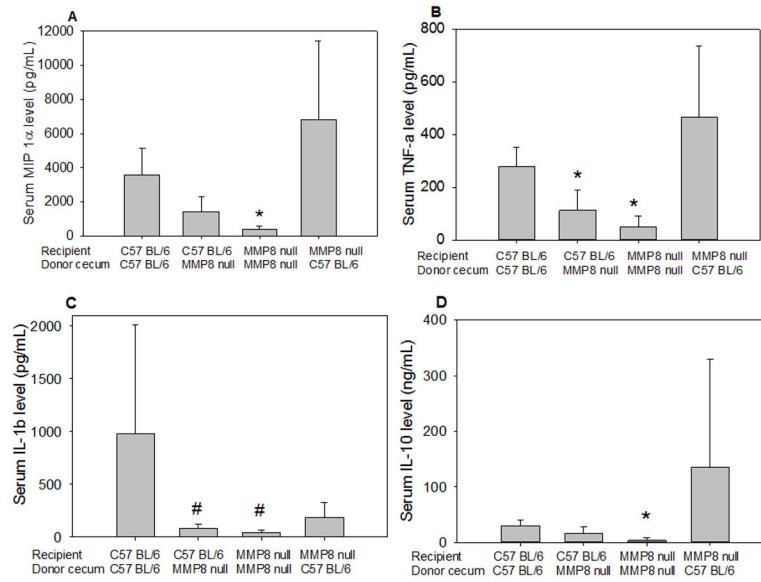 A
Serum MIP 1α level (pg/mL)
12000
10000
8000
6000
4000
2000
0
*
Recipient C57 BL/6 C57 BL/6 MMP8 null MMP8 null
Donor cecum C57 BL/6 MMP8 null MMP8 null C57 BL/6
B
Serum TNF-a level (pg/mL)
800
600
400
200
0
* *
Recipient C57 BL/6 C57 BL/6 MMP8 null MMP8 null
Donor cecum C57 BL/6 MMP8 null MMP8 null C57 BL/6
C
Serum IL-1b level (pg/mL)
2000
1500
1000
500
0
# #
Recipient C57 BL/6 C57 BL/6 MMP8 null MMP8 null
Donor cecum C57 BL/6 MMP8 null MMP8 null C57 BL/6
D
Serum IL-10 level (ng/mL)
400
300
200
100
0
*
Recipient C57 BL/6 C57 BL/6 MMP8 null MMP8 null
Donor cecum C57 BL/6 MMP8 null MMP8 null C57 BL/6